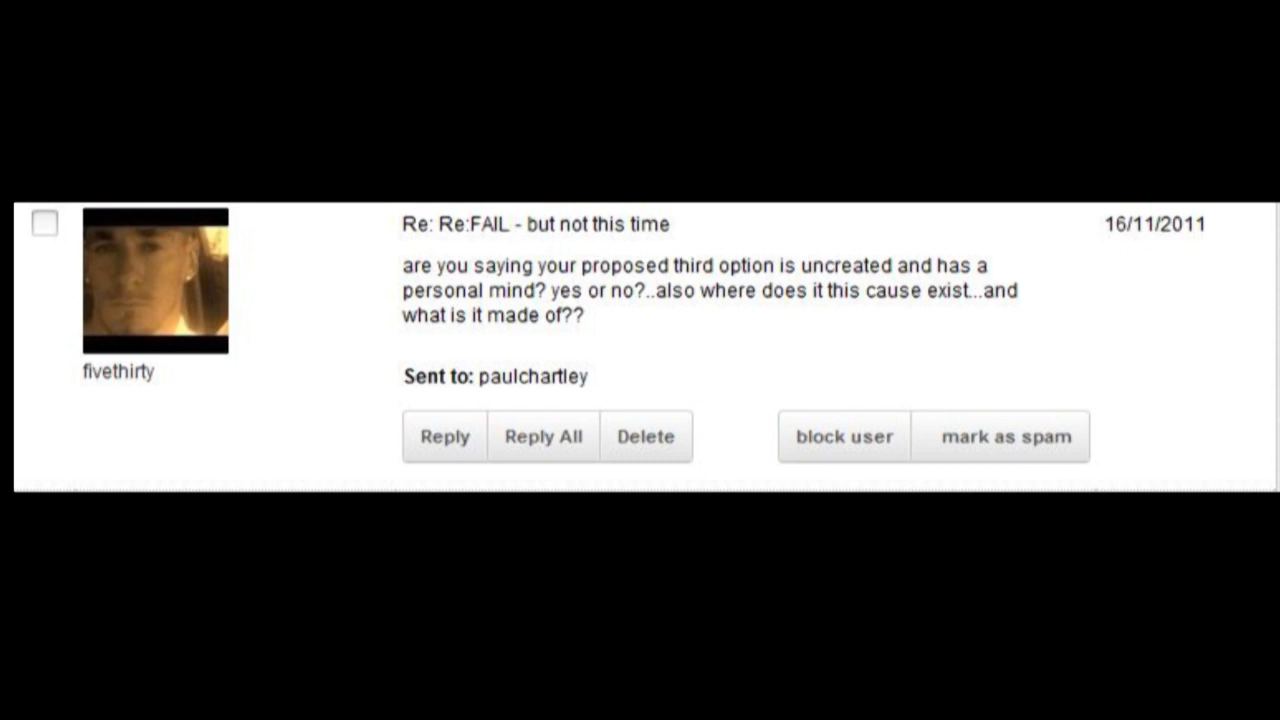 Re: Re:FAIL - but not this time
16/11/2011
are you saying your proposed third option is uncreated and has a
personal mind? yes or no?..also where does it this cause exist...and
what is it made of??
fivethirty
Sent to: paulchartley
Reply
Reply All
Delete
block user
mark as spam